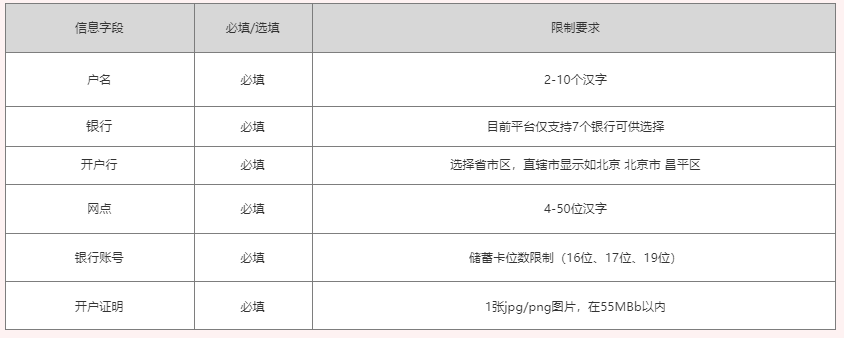 信息字段 必填/选填 限制要求
户名 必填 2-10个汉字
银行 必填 目前平台仅支持7个银行可供选择
开户行 必填 选择省市区，直辖市显示如北京 北京市 昌平区
网点 必填 4-50位汉字
银行账号 必填 储蓄卡位数限制（16位、17位、19位）
开户证明 必填 1张jpg/png图片，在55MBb以内